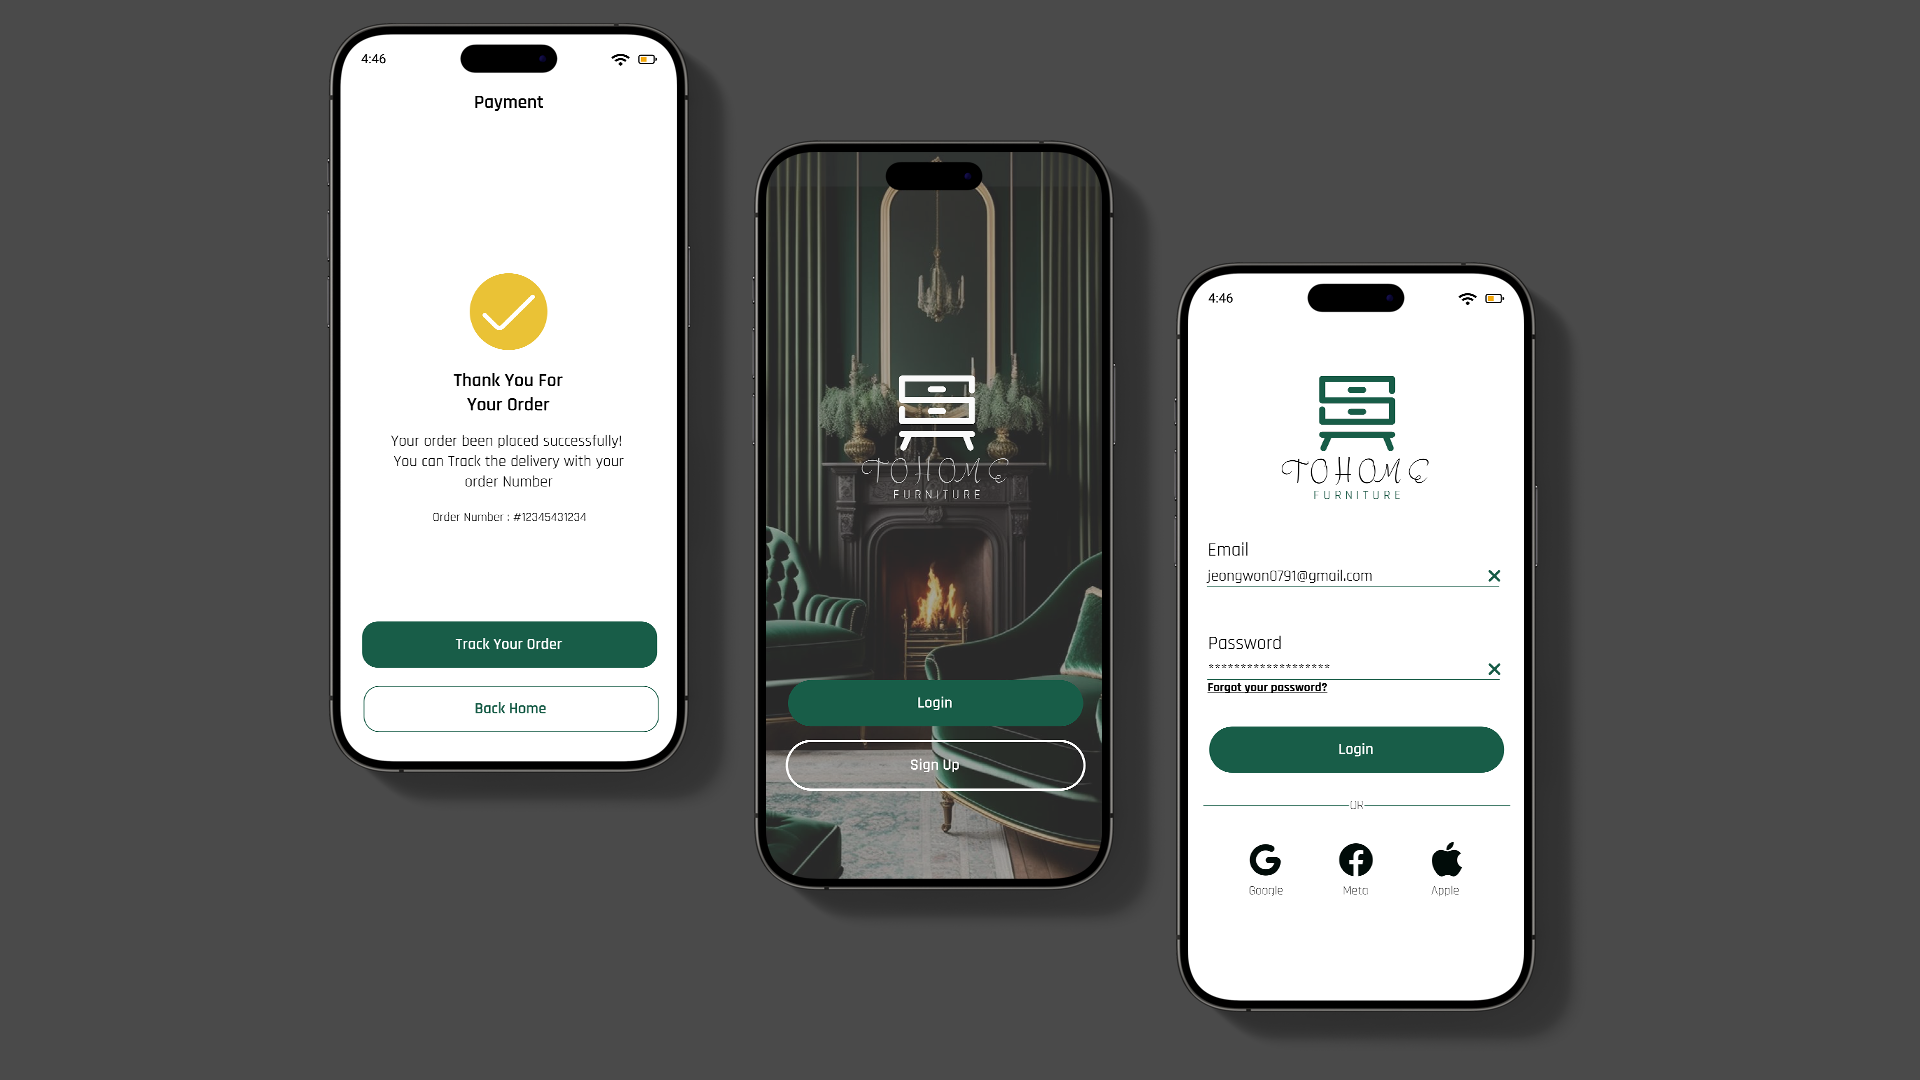 4:46
Payment
Thank You For
Your Order
Your order been placed successfully!
You can Track the delivery with your
order Number
Order Number : #12345431234
Track Your Order
Back Home
TOHOME
FURNITURE
Login
Sign Up
4:46
TOHOME
FURNITURE
Email
jeongwon0791@gmail.com
Password
*******************
Forgot your password?
Login
OR
Google Meta Apple